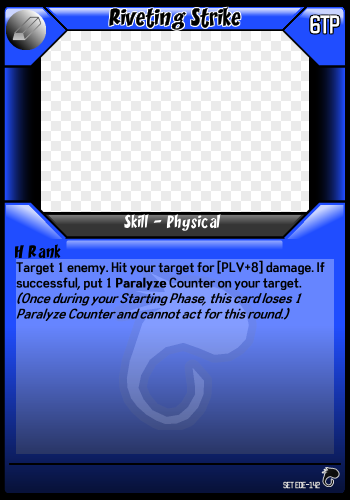 Riveting Strike
6TP
Skill - Physical
H Rank
Target 1 enemy. Hit your target for [PLV+8] damage. If
successful, put 1 Paralyze Counter on your target.
(Once during your Starting Phase, this card loses 1
Paralyze Counter and cannot act for this round.)
SET EDE-142